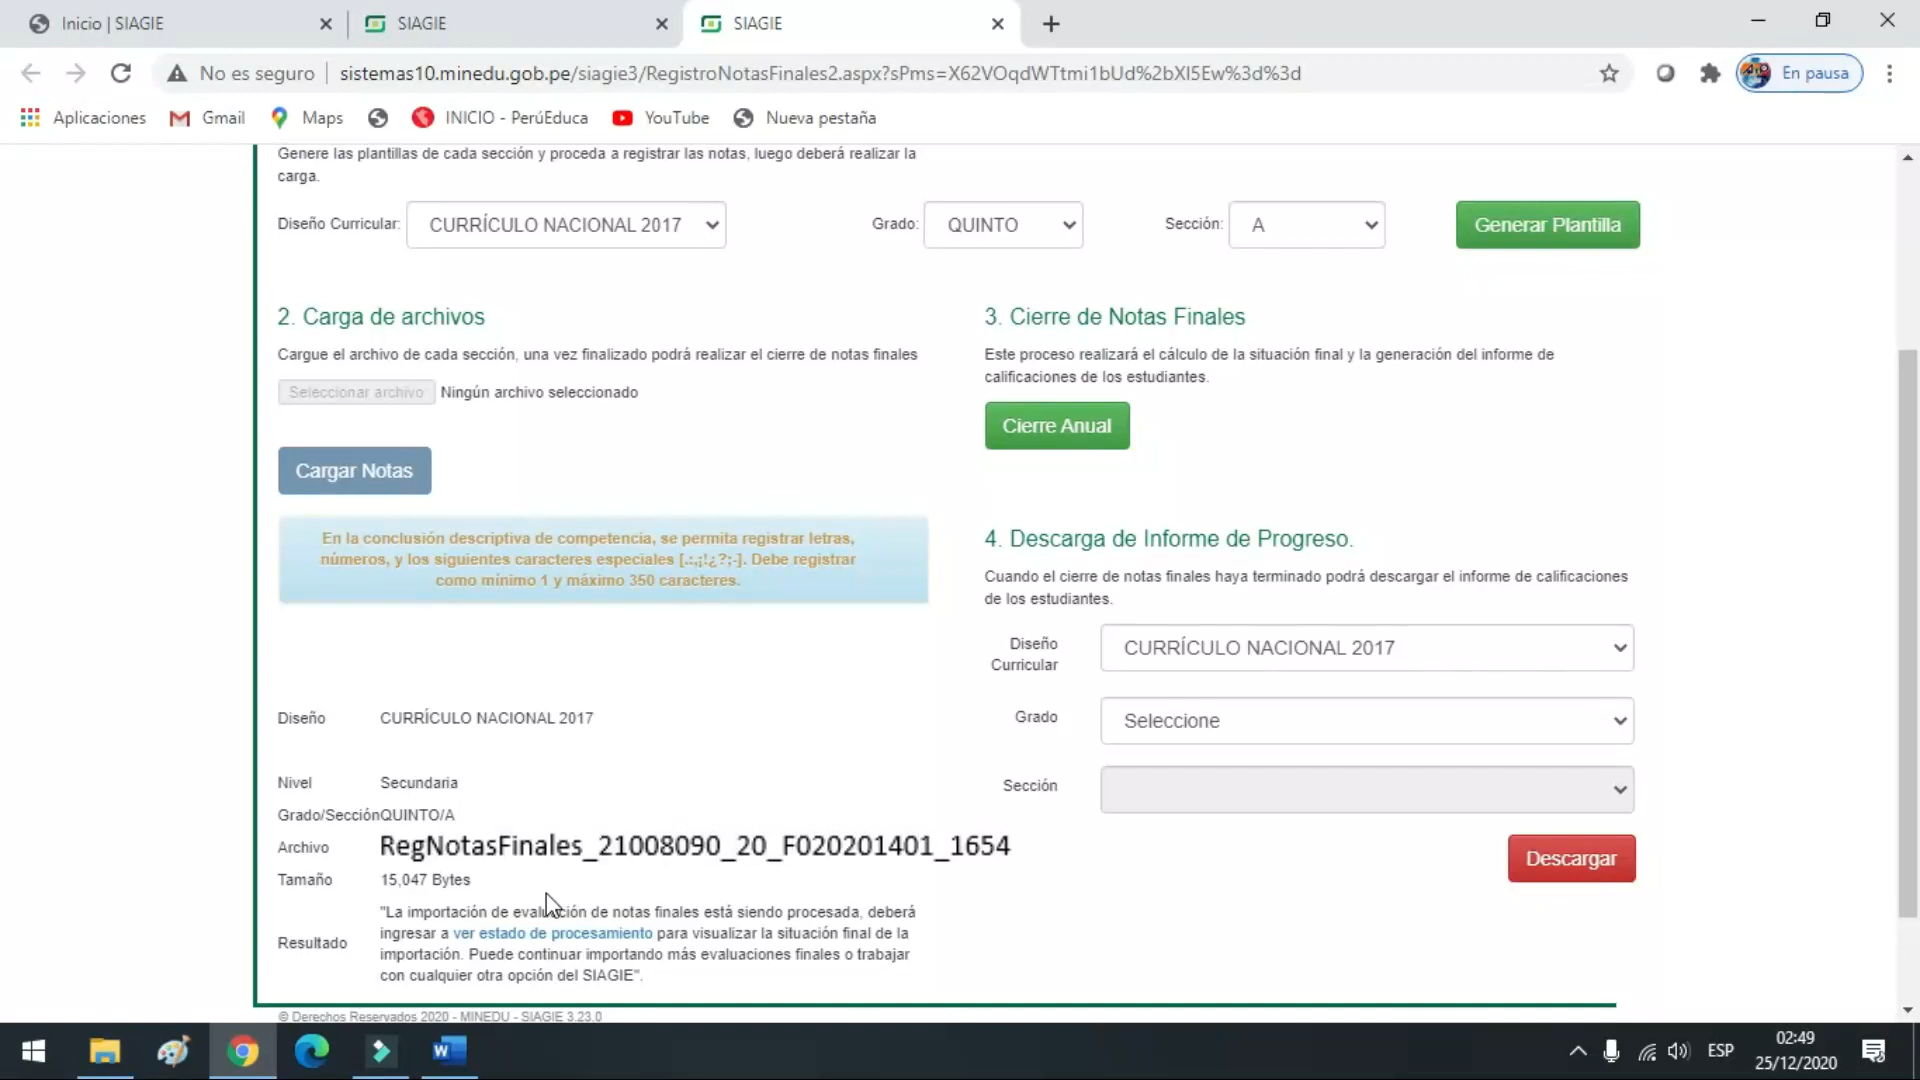 Inicio | SIAGIE
SIAGIE
SIAGIE
No es seguro
sistemas10.minedu.gob.pe/siagie3/RegistroNotasFinales2.aspx?sPms=X62VOqdWTtmi1bUd%2bXI5Ew%3d%3d
En pausa
Aplicaciones
Gmail
Maps
INICIO - PerúEduca
YouTube
Nueva pestaña
Genere las plantillas de cada sección y proceda a registrar las notas, luego deberá realizar la
carga.
Diseño Curricular:
CURRÍCULO NACIONAL 2017
Grado:
QUINTO
Sección:
A
Generar Plantilla
2. Carga de archivos
Cargue el archivo de cada sección, una vez finalizado podrá realizar el cierre de notas finales
Seleccionar archivo
Ningún archivo seleccionado
Cargar Notas
En la conclusión descriptiva de competencia, se permita registrar letras,
números, y los siguientes caracteres especiales [.:,;¡!¿?;-]. Debe registrar
como mínimo 1 y máximo 350 caracteres.
3. Cierre de Notas Finales
Este proceso realizará el cálculo de la situación final y la generación del informe de
calificaciones de los estudiantes.
Cierre Anual
4. Descarga de Informe de Progreso.
Cuando el cierre de notas finales haya terminado podrá descargar el informe de calificaciones
de los estudiantes.
Diseño
Curricular
CURRÍCULO NACIONAL 2017
Grado
Seleccione
Sección
Descargar
Diseño
CURRÍCULO NACIONAL 2017
Nivel
Secundaria
Grado/Sección
QUINTO/A
Archivo
RegNotasFinales_21008090_20_F020201401_1654
Tamaño
15,047 Bytes
Resultado
"La importación de evaluación de notas finales está siendo procesada, deberá
ingresar a ver estado de procesamiento para visualizar la situación final de la
importación. Puede continuar importando más evaluaciones finales o trabajar
con cualquier otra opción del SIAGIE".
© Derechos Reservados 2020 - MINEDU - SIAGIE 3.23.0
ESP
02:49
25/12/2020